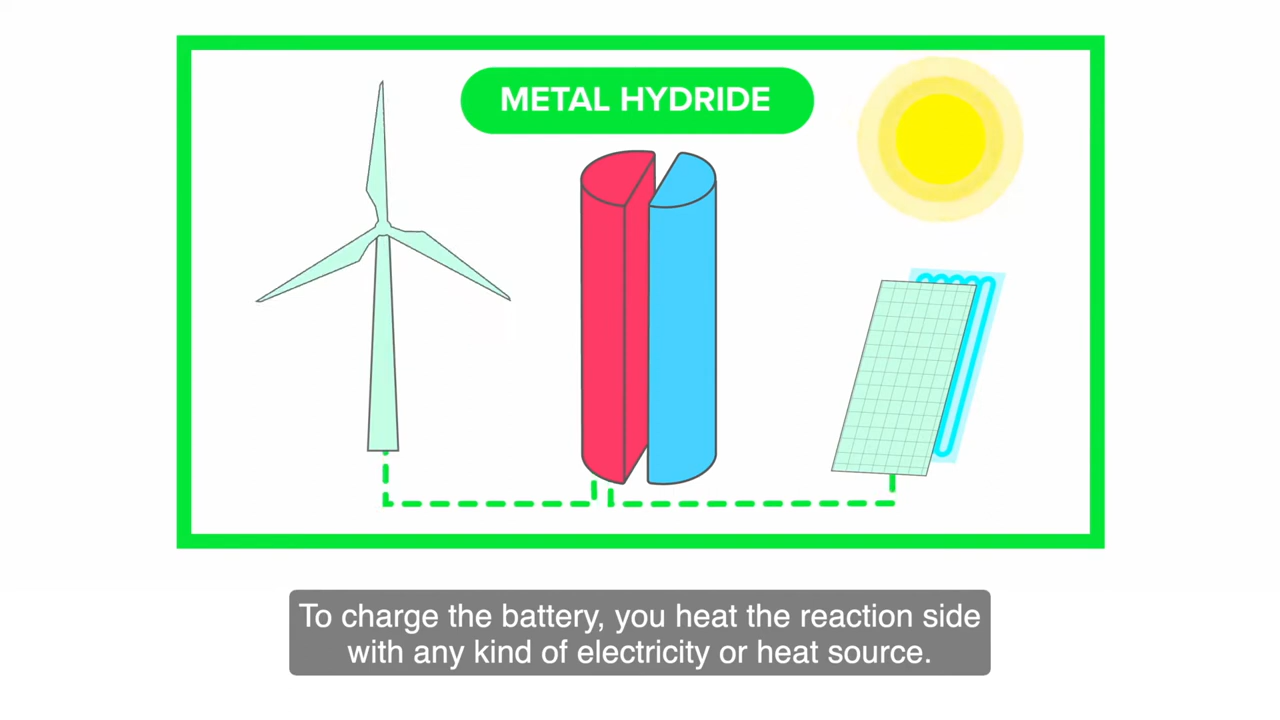 METAL HYDRIDE
To charge the battery, you heat the reaction side
with any kind of electricity or heat source.